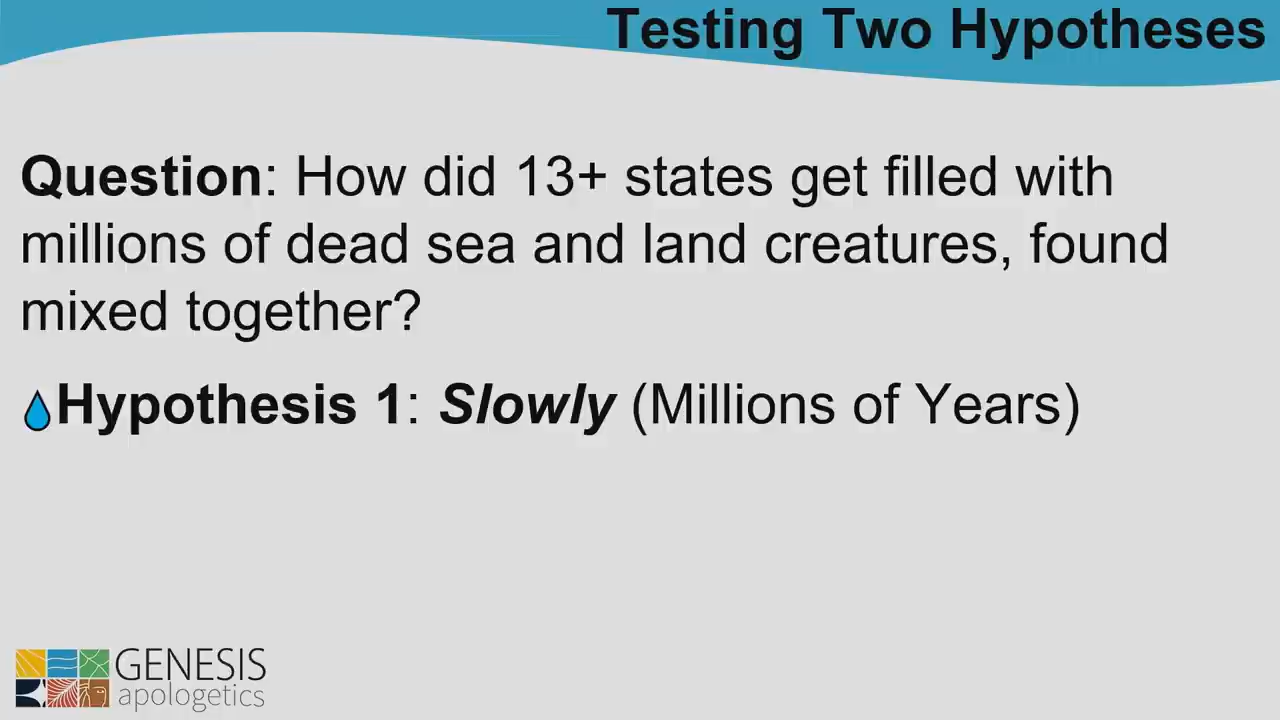 Testing Two Hypotheses
Question: How did 13+ states get filled with
millions of dead sea and land creatures, found
mixed together?
Hypothesis 1: Slowly (Millions of Years)
GENESIS
apologetics